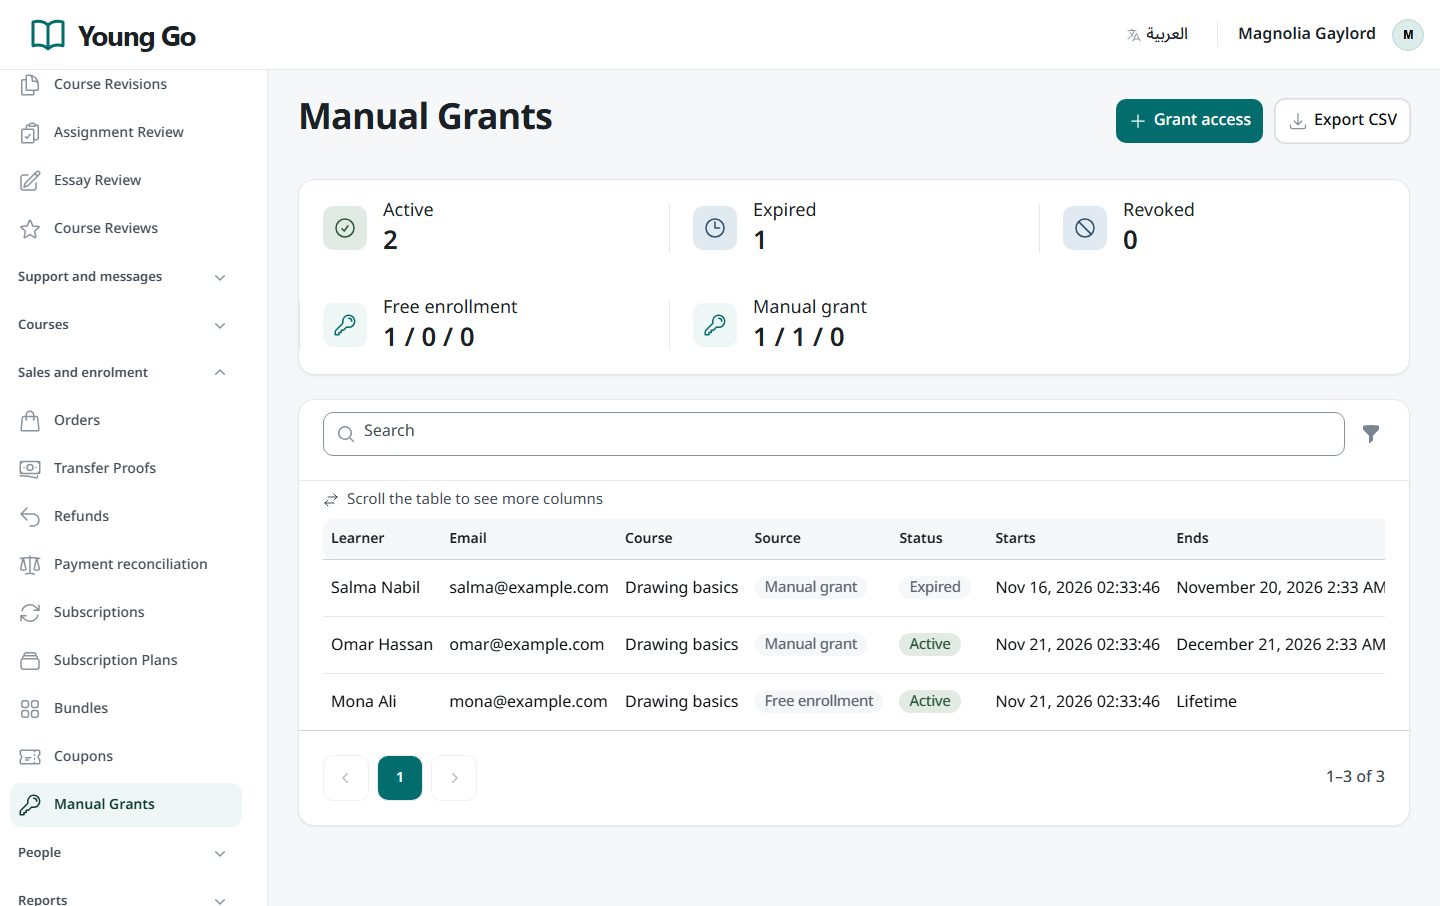 Young Go
العربية
Magnolia Gaylord
M
Course Revisions
Assignment Review
Essay Review
Course Reviews
Support and messages
Courses
Sales and enrolment
Orders
Transfer Proofs
Refunds
Payment reconciliation
Subscriptions
Subscription Plans
Bundles
Coupons
Manual Grants
People
Reports
Manual Grants
Grant access
Export CSV
Active
2
Expired
1
Revoked
0
Free enrollment
1 / 0 / 0
Manual grant
1 / 1 / 0
Search
Scroll the table to see more columns
Learner Email Course Source Status Starts Ends
Salma Nabil salma@example.com Drawing basics Manual grant Expired Nov 16, 2026 02:33:46 November 20, 2026 2:33 AM
Omar Hassan omar@example.com Drawing basics Manual grant Active Nov 21, 2026 02:33:46 December 21, 2026 2:33 AM
Mona Ali mona@example.com Drawing basics Free enrollment Active Nov 21, 2026 02:33:46 Lifetime
1
1–3 of 3